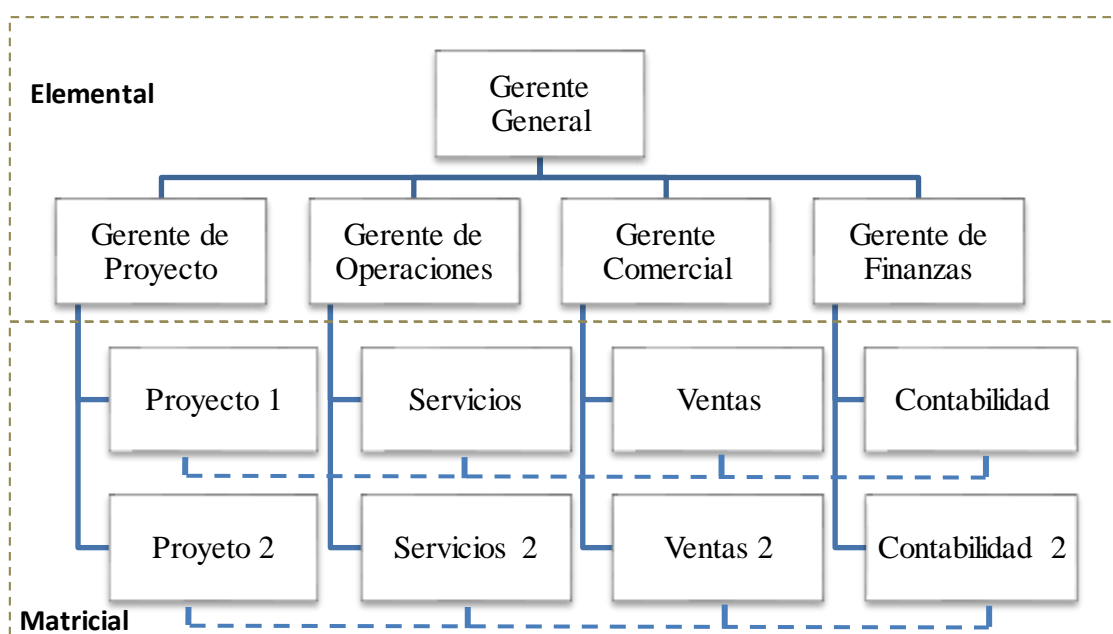 Elemental
Gerente
General
Gerente de
Proyecto
Gerente de
Operaciones
Gerente
Comercial
Gerente de
Finanzas
Proyecto 1
Servicios
Ventas
Contabilidad
Proyeto 2
Servicios 2
Ventas 2
Contabilidad 2
Matricial